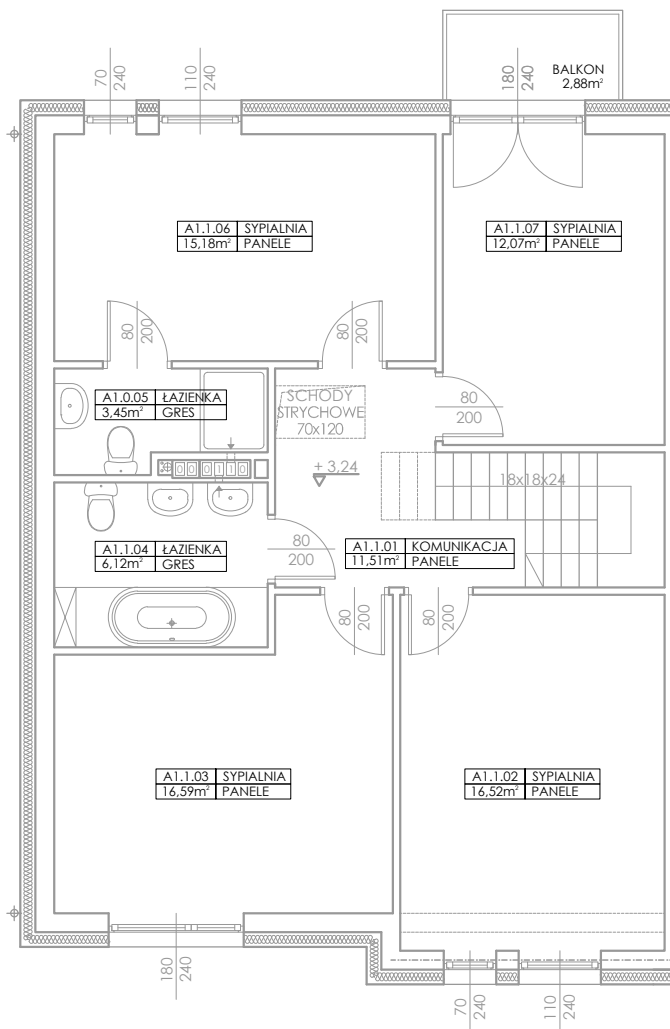 70
240
110
240
180
240
BALKON
2,88m²
A1.1.06 SYPIALNIA
15,18m² PANELE
A1.1.07 SYPIALNIA
12,07m² PANELE
80
200
80
200
A1.0.05 ŁAZIENKA
3,45m² GRES
SCHODY
STRYCHOWE
70x120
80
200
+ 3,24
18x18x24
A1.1.04 ŁAZIENKA
6,12m² GRES
80
200
A1.1.01 KOMUNIKACJA
11,51m² PANELE
80
200
80
200
A1.1.03 SYPIALNIA
16,59m² PANELE
A1.1.02 SYPIALNIA
16,52m² PANELE
180
240
70
240
110
240